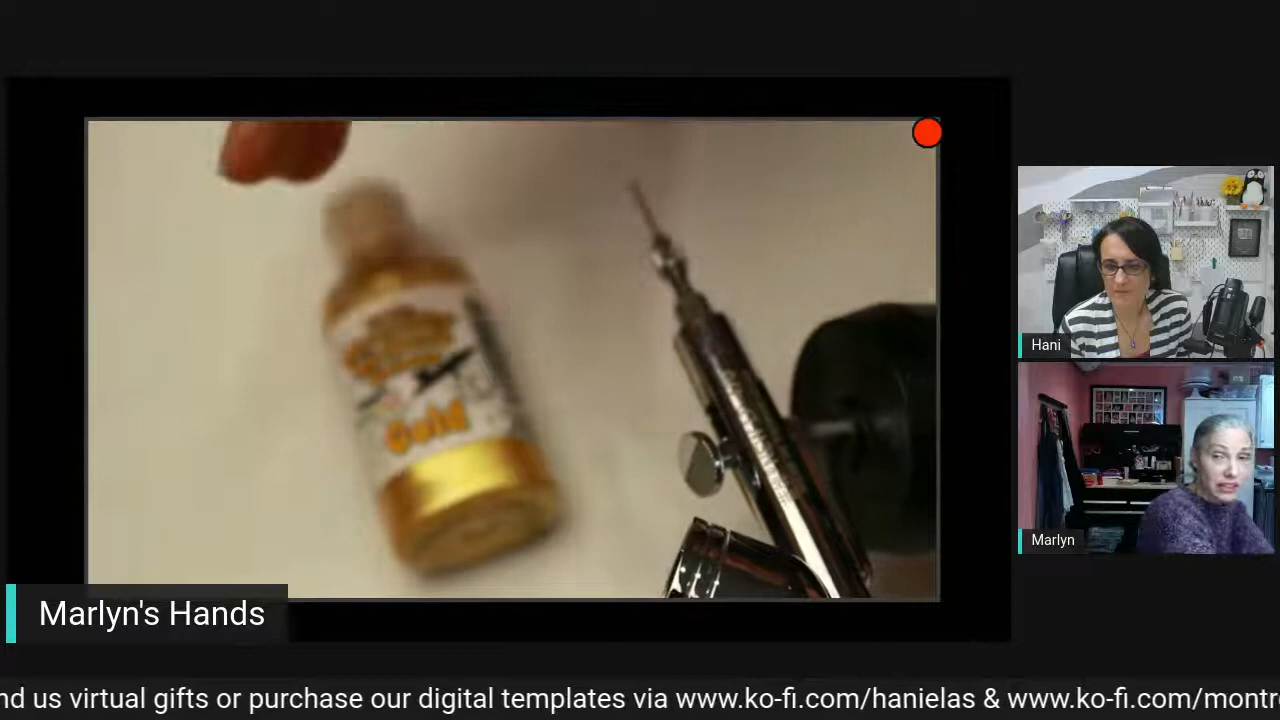 Gold
Hani
Marlyn
Marlyn's Hands
nd us virtual gifts or purchase our digital templates via www.ko-fi.com/hanielas & www.ko-fi.com/montr